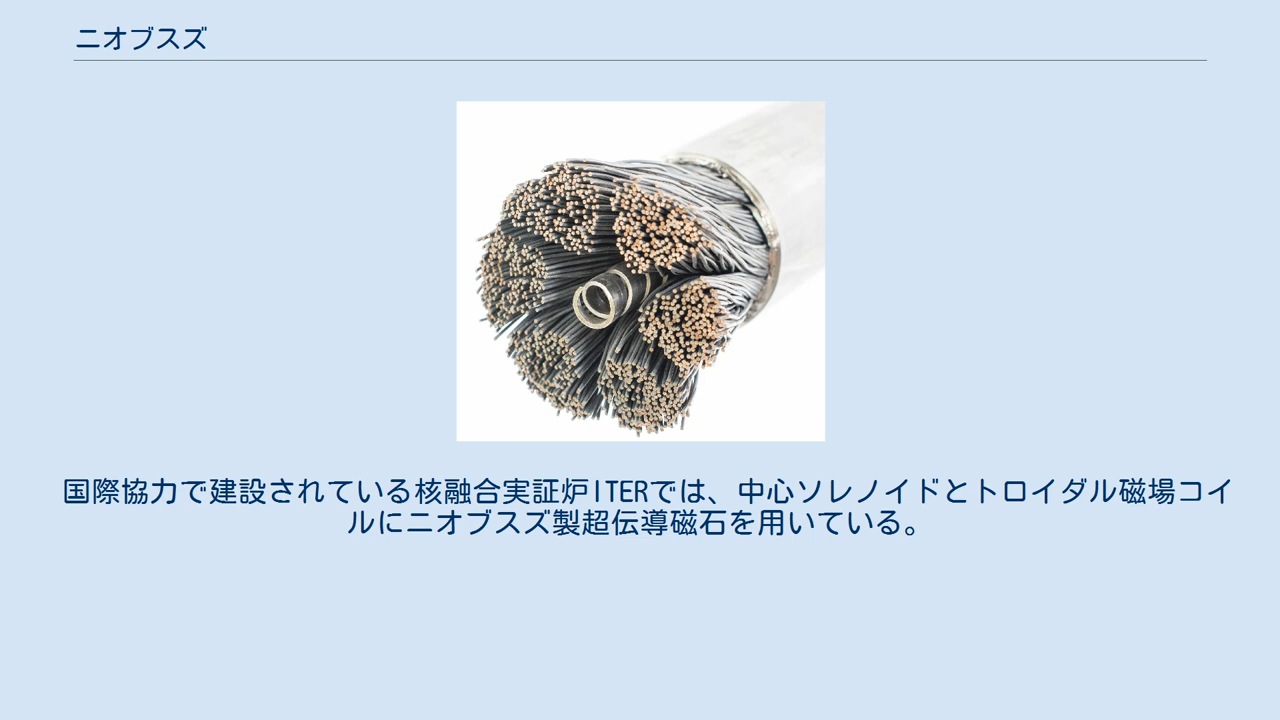 ニオブスズ
国際協力で建設されている核融合実証炉ITERでは、中心ソレノイドとトロイダル磁場コイ
ルにニオブスズ製超伝導磁石を用いている。